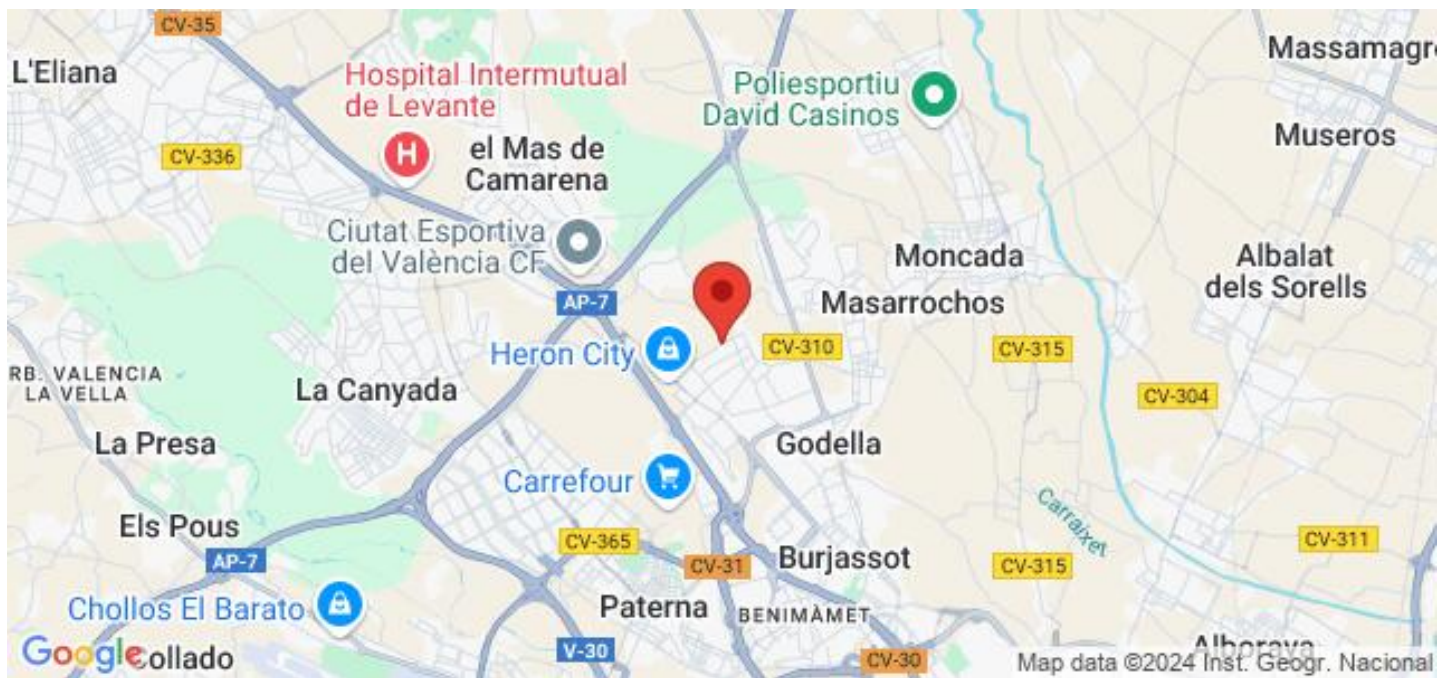 CV-35
Massamagr
L'Eliana
Hospital Intermutual
de Levante
Poliesportiu
David Casinos
Museros
CV-336
el Mas de
Camarena
Ciutat Esportiva
del València CF
Moncada
Albalat
dels Sorells
AP-7
Masarrochos
Heron City
CV-310
CV-315
RB. VALENCIA
LA VELLA
La Canyada
CV-304
La Presa
Godella
Carrefour
Carraixet
Els Pous
CV-365
CV-311
AP-7
CV-31
Burjassot
CV-315
Chollos El Barato
Paterna
BENIMÀMET
Google
Collado
V-30
CV-30
Alboraya
Map data ©2024 Inst. Geogr. Nacional